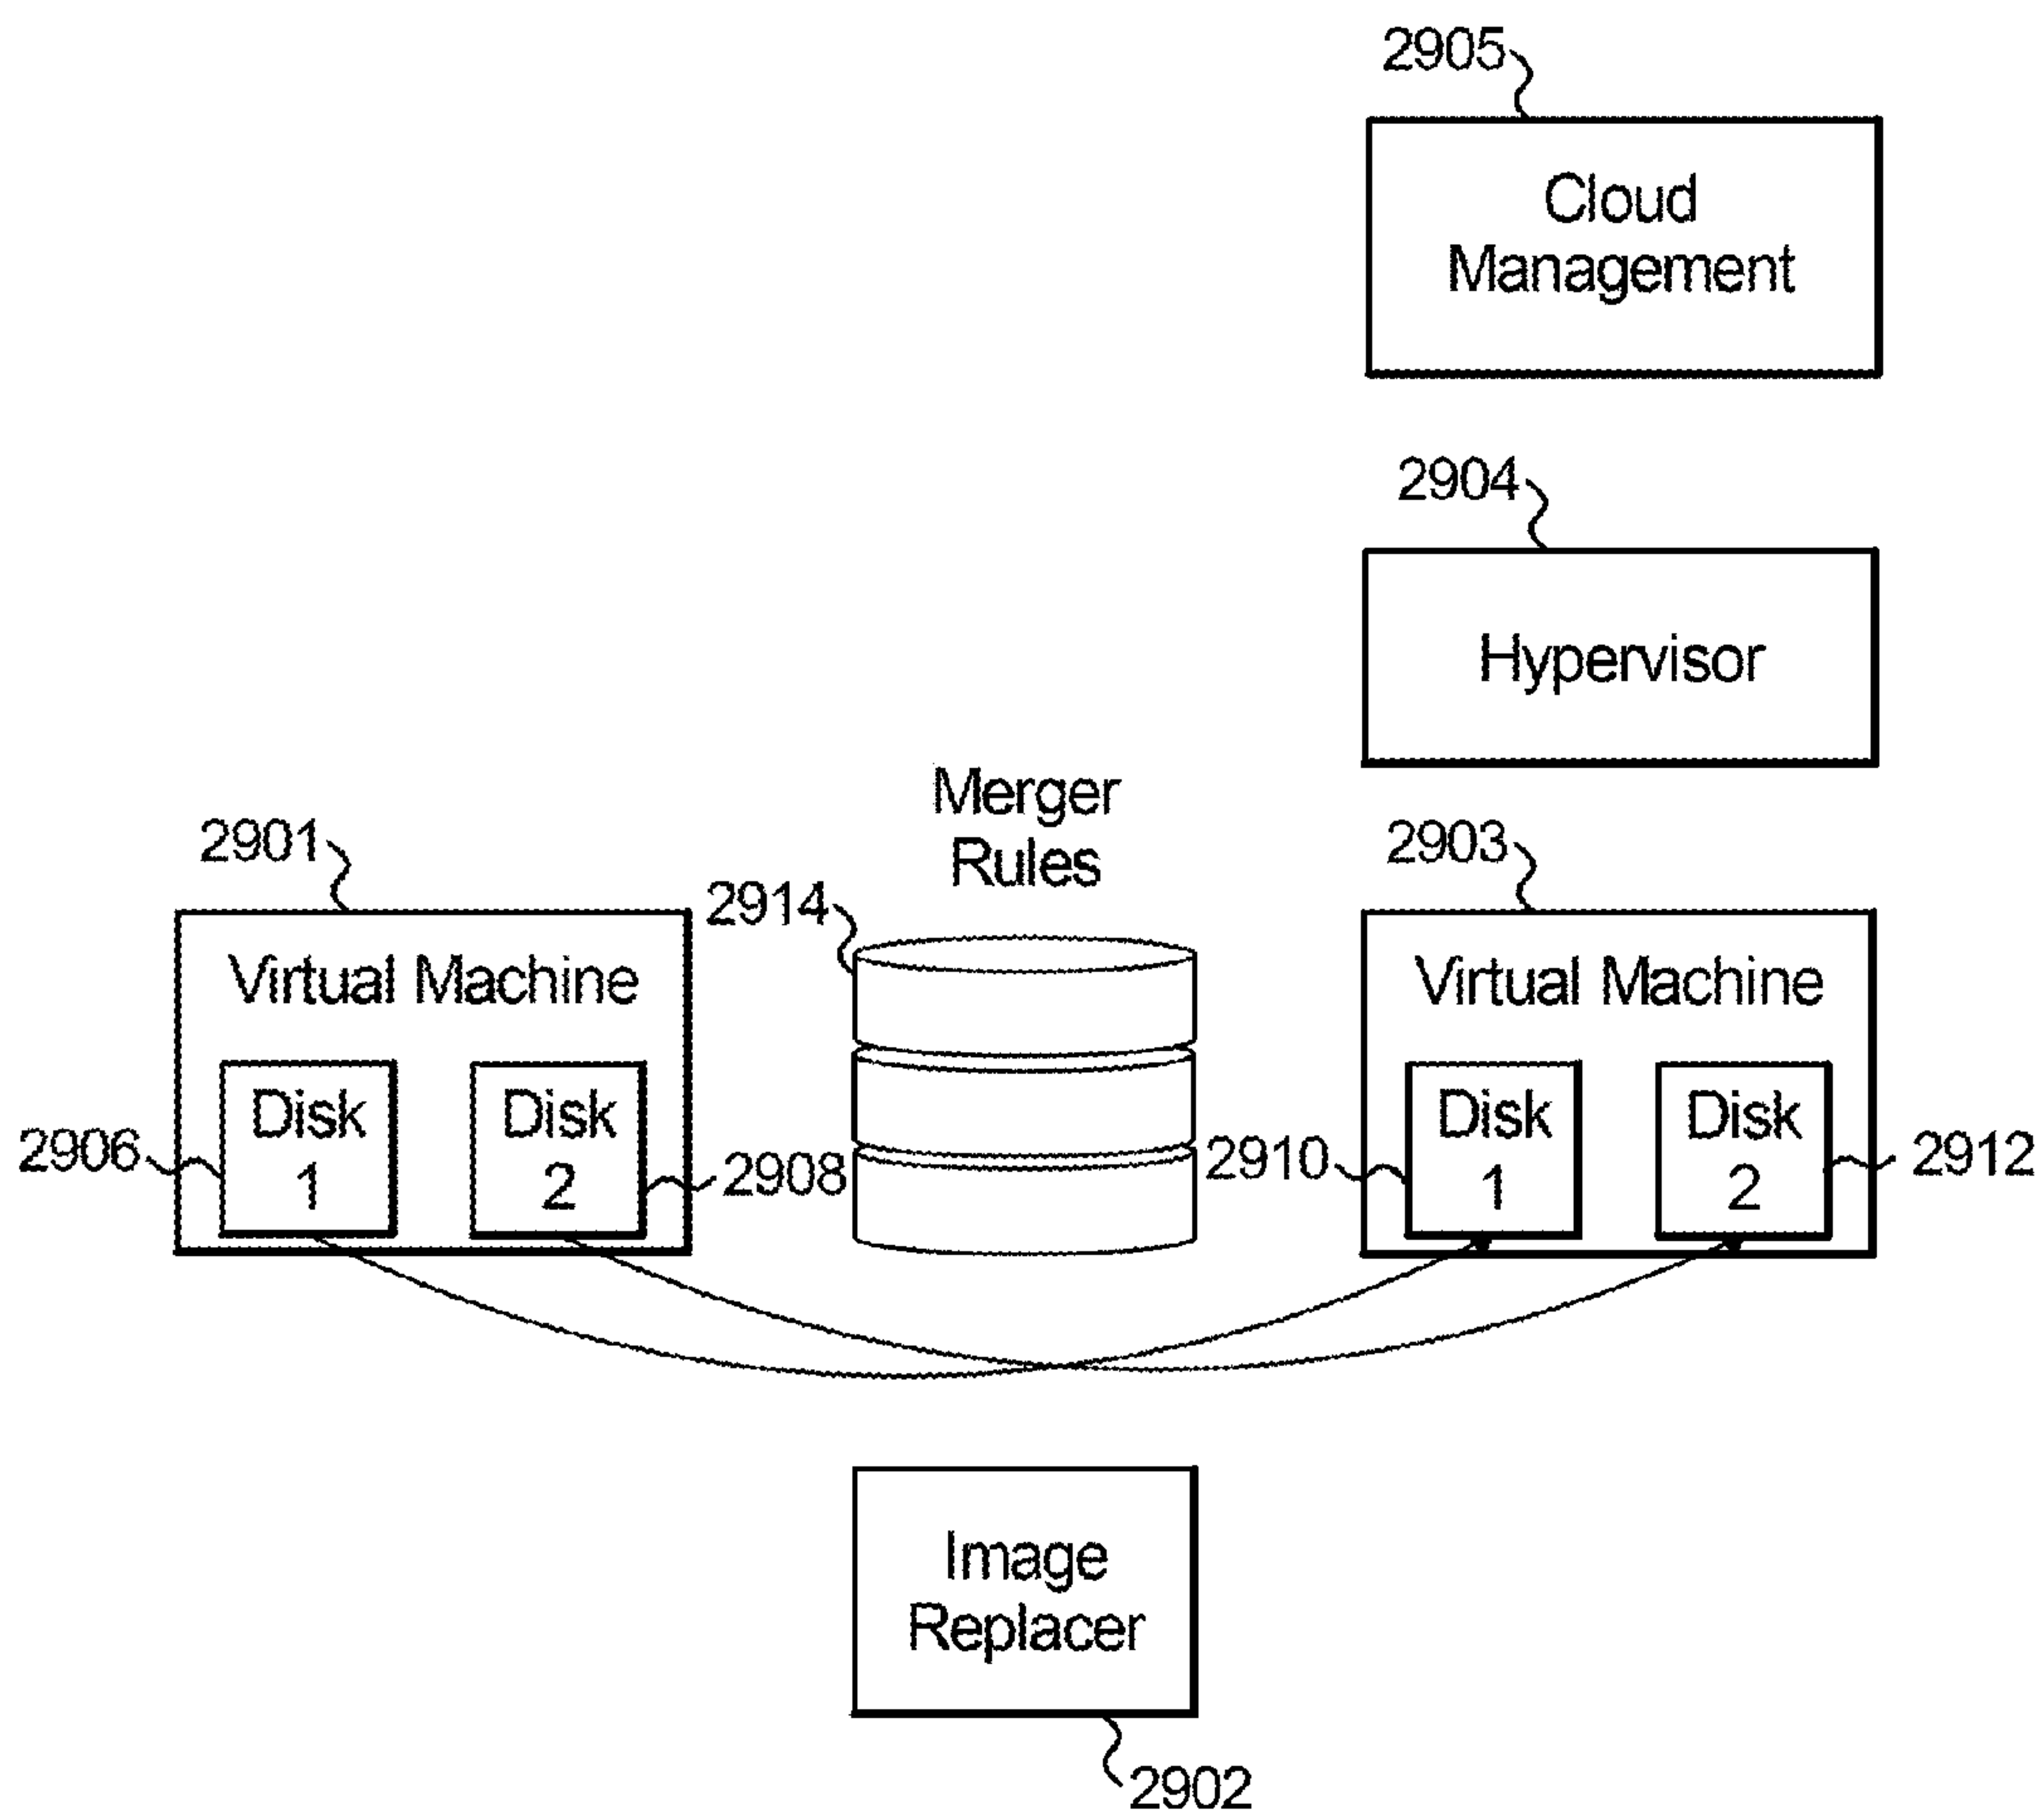 2905
Cloud
Management
2904
Hypervisor
Merger
Rules
2901
2914
2903
Virtual Machine
Virtual Machine
Disk
1
Disk
2
Disk
1
Disk
2
2906
2908
2910
2912
Image
Replacer
2902